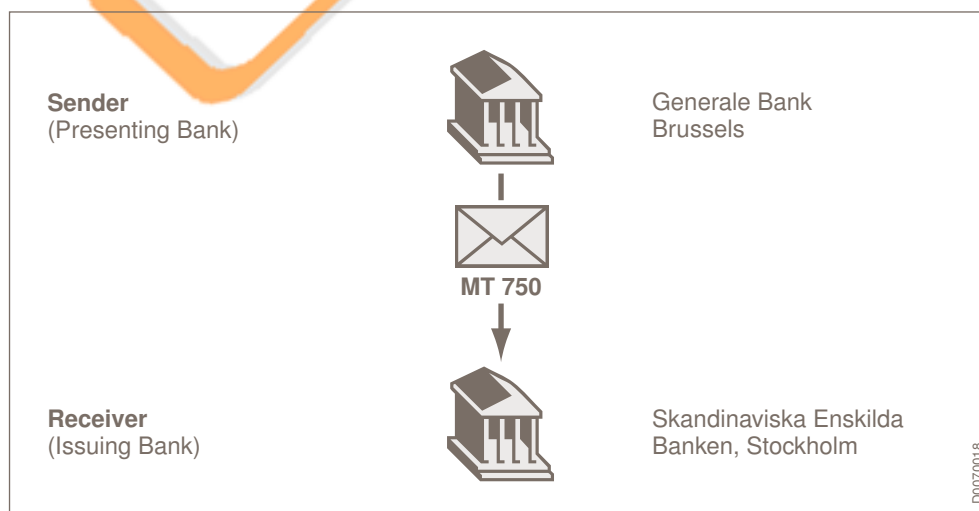 Sender
(Presenting Bank)
Generale Bank
Brussels
MT 750
Receiver
(Issuing Bank)
Skandinaviska Enskilda
Banken, Stockholm
D0070018